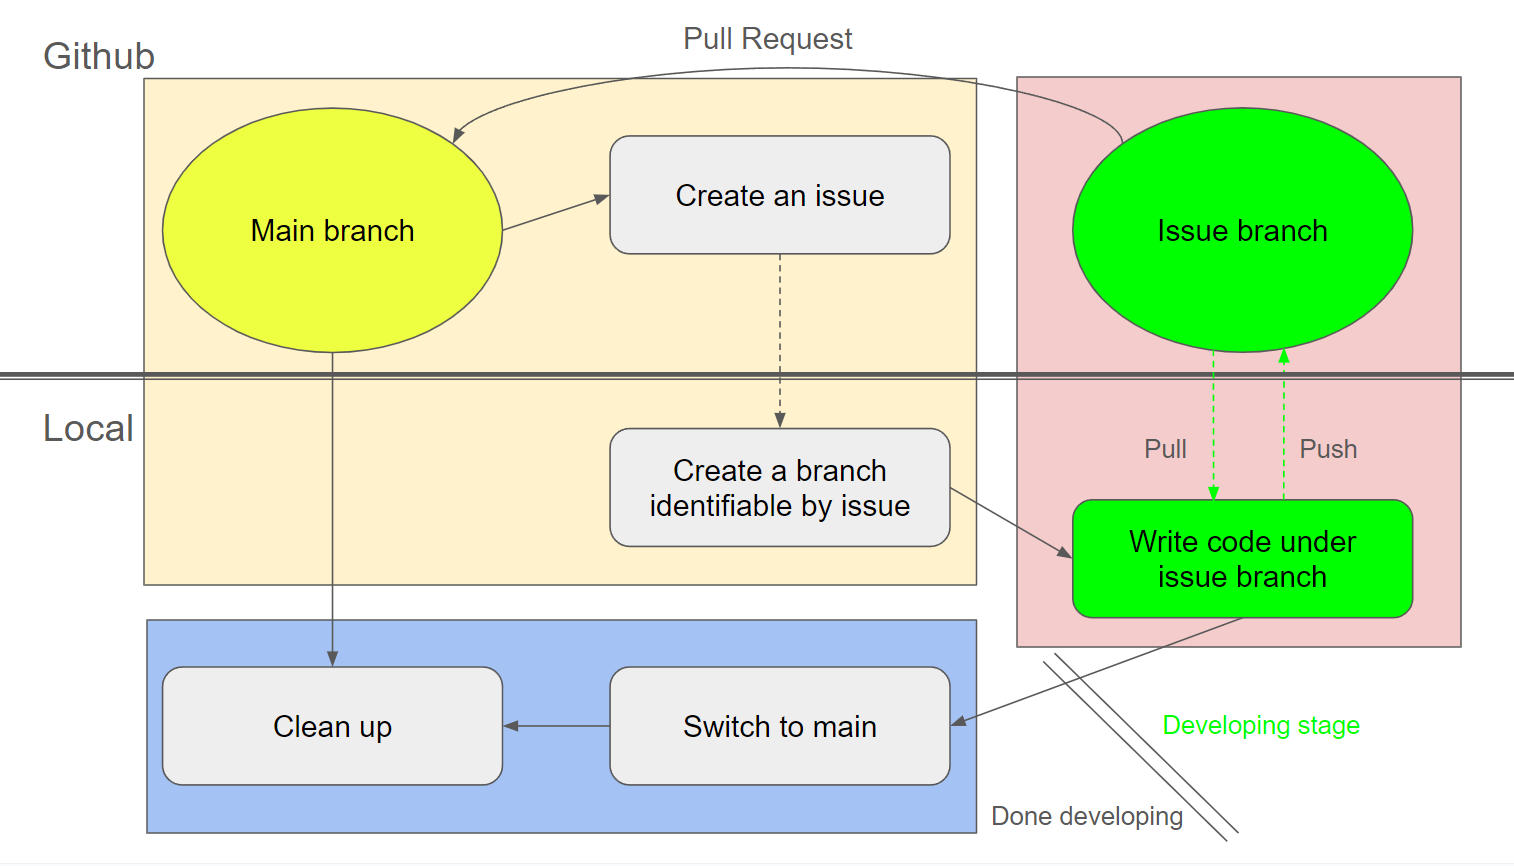 Pull Request
Github
Create an issue
Main branch
Issue branch
Local
Pull
Push
Create a branch
identifiable by issue
Write code under
issue branch
Clean up
Switch to main
Developing stage
Done developing